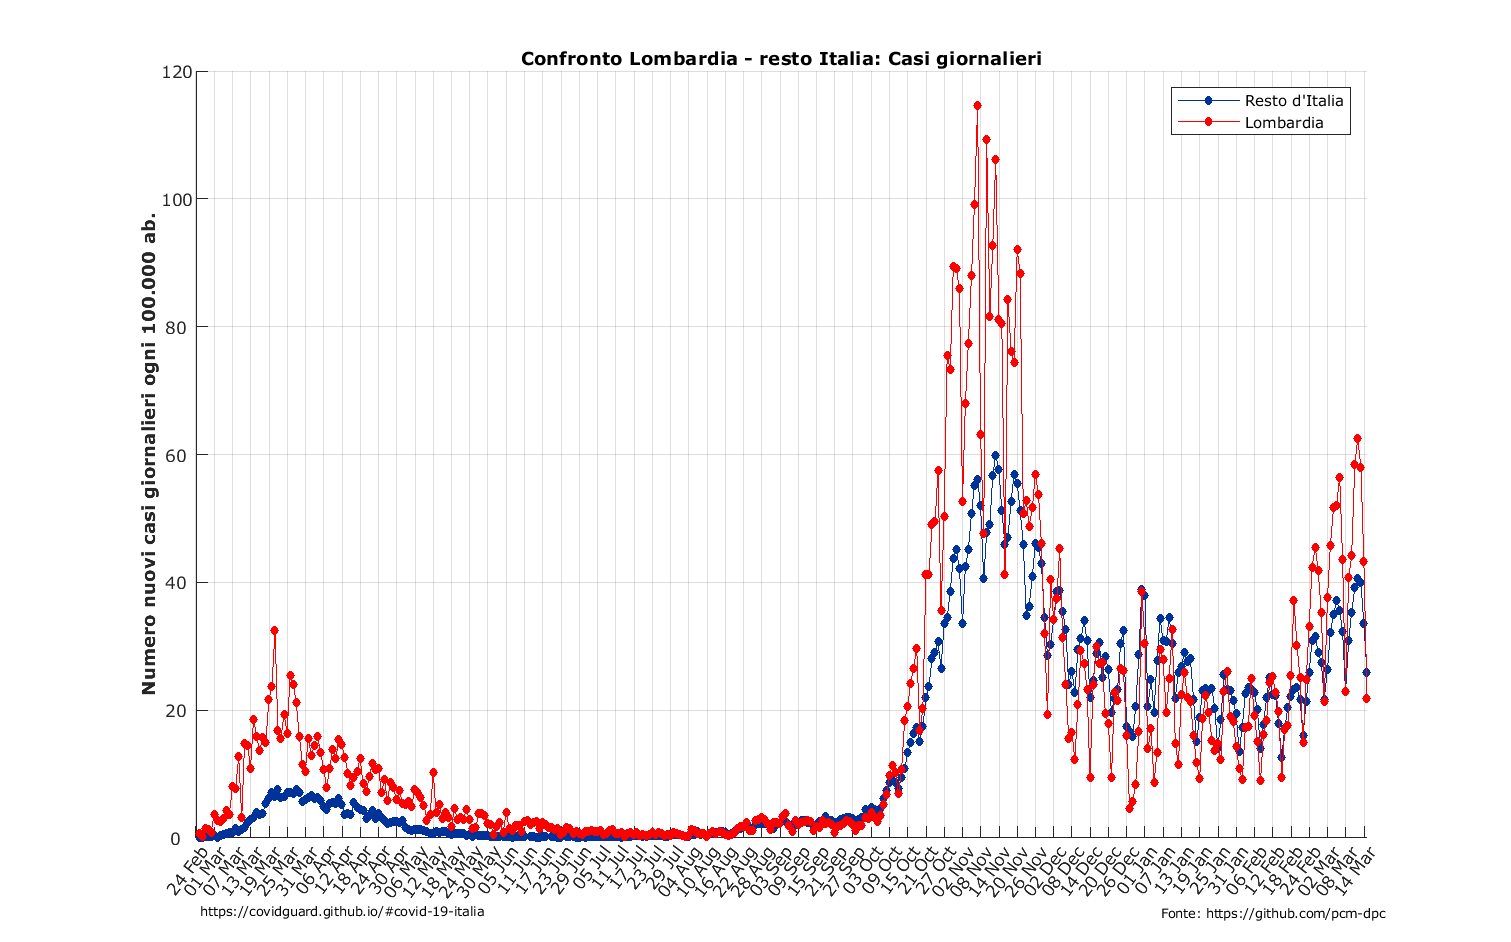 Confronto Lombardia - resto Italia: Casi giornalieri
Numero nuovi casi giornalieri ogni 100.000 ab.
120
100
80
60
40
20
0
Resto d'Italia
Lombardia
24 Feb
01 Mar
07 Mar
13 Mar
19 Mar
25 Mar
31 Mar
06 Apr
12 Apr
18 Apr
24 Apr
30 Apr
06 May
12 May
18 May
24 May
30 May
05 Jun
11 Jun
17 Jun
23 Jun
29 Jun
05 Jul
11 Jul
17 Jul
23 Jul
29 Jul
04 Aug
10 Aug
16 Aug
22 Aug
28 Aug
03 Sep
09 Sep
15 Sep
21 Sep
27 Sep
03 Oct
09 Oct
15 Oct
21 Oct
27 Oct
02 Nov
08 Nov
14 Nov
20 Nov
26 Nov
02 Dec
08 Dec
14 Dec
20 Dec
26 Dec
01 Jan
07 Jan
13 Jan
19 Jan
25 Jan
31 Jan
06 Feb
12 Feb
18 Feb
24 Feb
02 Mar
08 Mar
14 Mar
https://covidguard.github.io/#covid-19-italia
Fonte: https://github.com/pcm-dpc